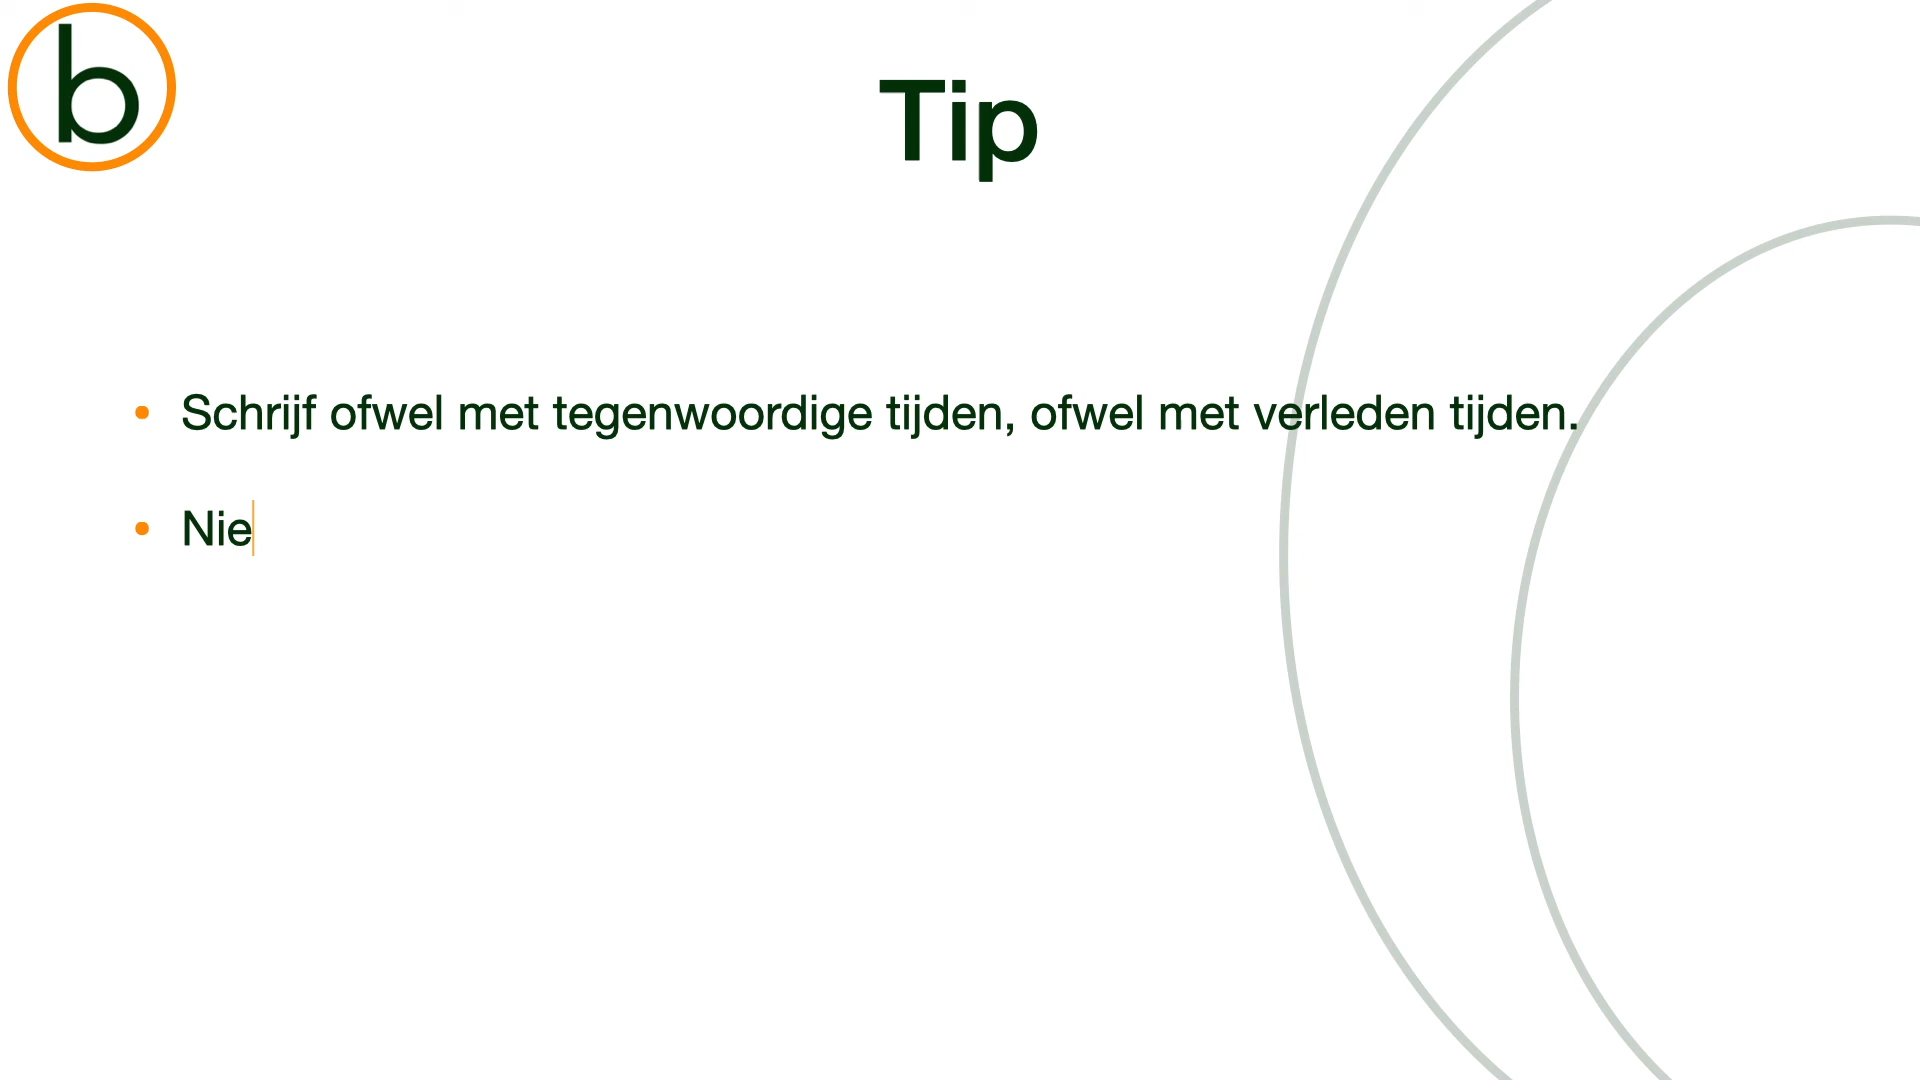 b
Tip
• Schrijf ofwel met tegenwoordige tijden, ofwel met verleden tijden.
• Nie